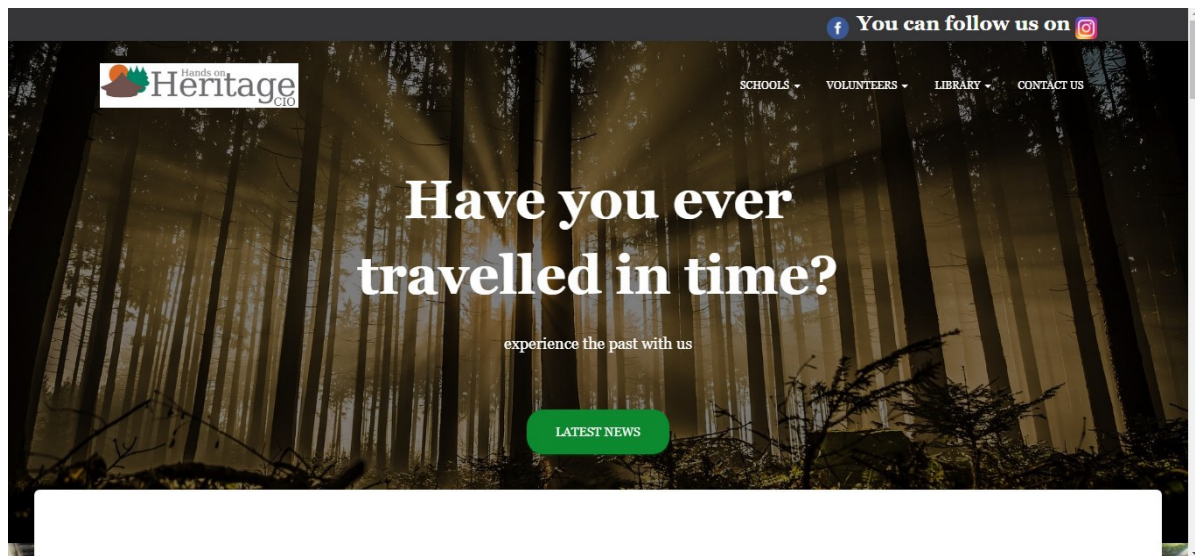 You can follow us on
Hands on
Heritage
CIO
SCHOOLS
VOLUNTEERS
LIBRARY
CONTACT US
Have you ever
travelled in time?
experience the past with us
LATEST NEWS